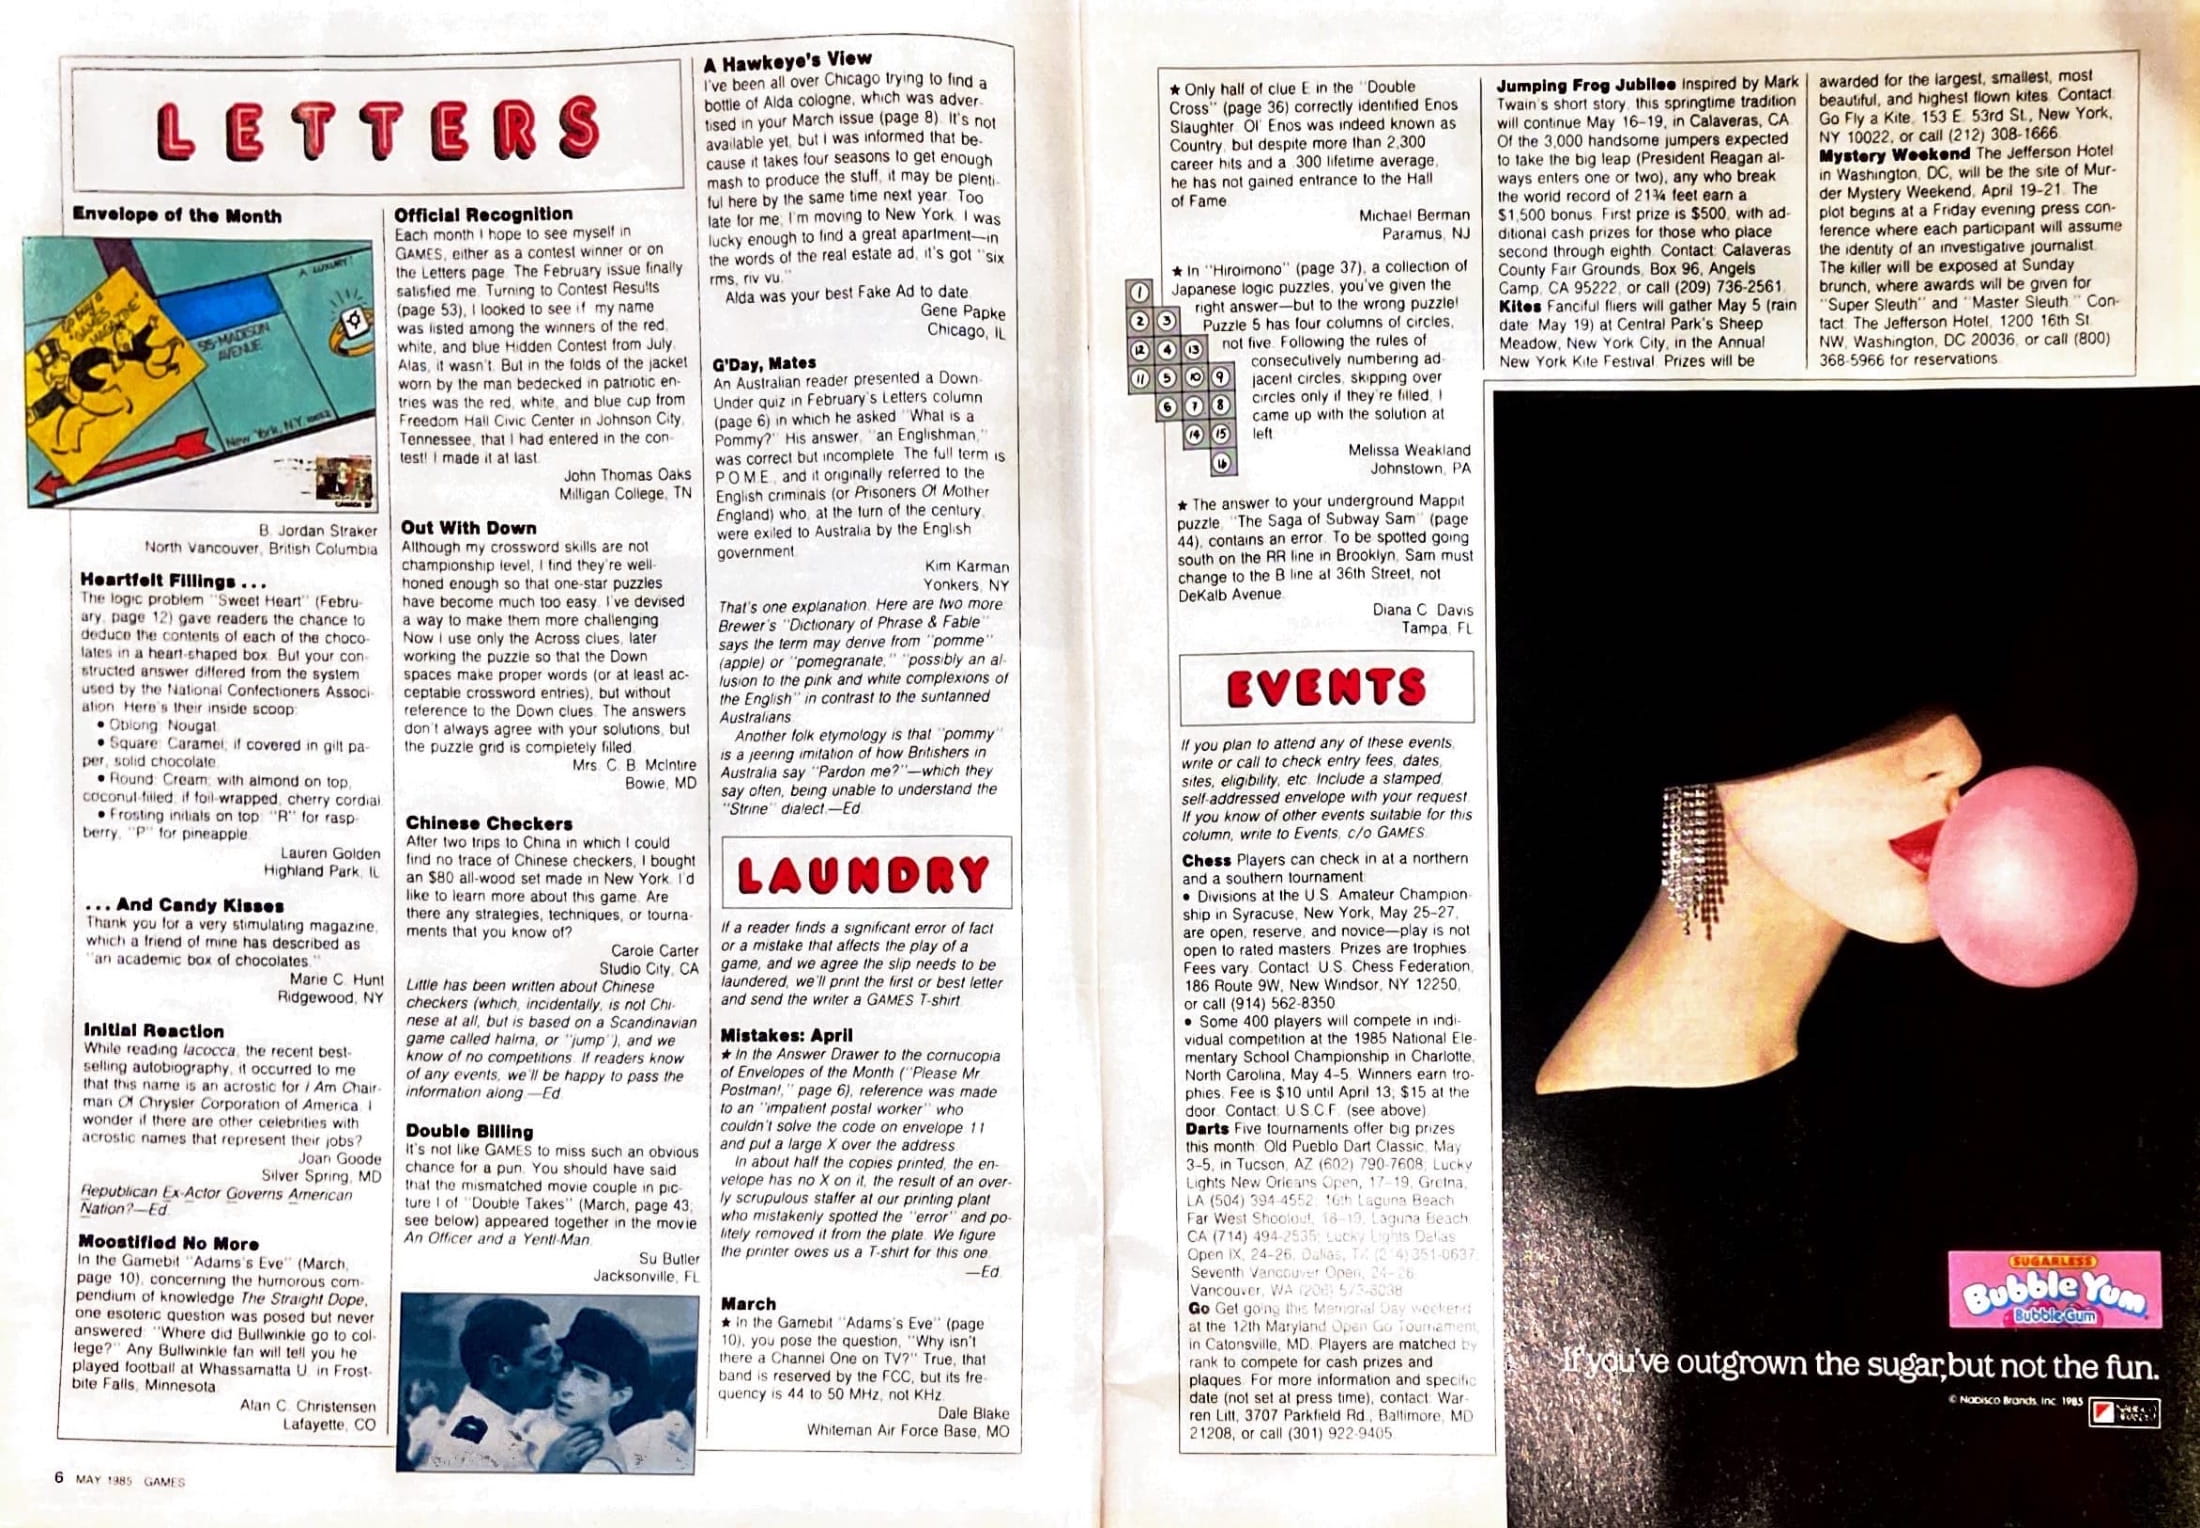 LETTERS
Envelope of the Month
Go buy a
GAMES
MAGAZINE
A LUXURY!
515 MADISON
AVENUE
New York, N.Y. 10022
CANADA
B. Jordan Straker
North Vancouver, British Columbia
Heartfelt Fillings ...
The logic problem "Sweet Heart" (Febru-
ary, page 12) gave readers the chance to
deduce the contents of each of the choco-
lates in a heart-shaped box. But your con-
structed answer differed from the system
used by the National Confectioners Associ-
ation. Here's their inside scoop:
• Oblong: Nougat.
• Square: Caramel; if covered in gilt pa-
per, solid chocolate.
• Round: Cream; with almond on top,
coconut-filled; if foil-wrapped, cherry cordial.
• Frosting initials on top: "R" for rasp-
berry, "P" for pineapple.
Lauren Golden
Highland Park, IL
... And Candy Kisses
Thank you for a very stimulating magazine,
which a friend of mine has described as
"an academic box of chocolates."
Marie C. Hunt
Ridgewood, NY
Initial Reaction
While reading Iacocca, the recent best-
selling autobiography, it occurred to me
that this name is an acrostic for I Am Chair-
man Of Chrysler Corporation of America. I
wonder if there are other celebrities with
acrostic names that represent their jobs?
Joan Goode
Silver Spring, MD
Republican Ex-Actor Governs American
Nation?—Ed.
Moostified No More
In the Gamebit "Adams's Eve" (March,
page 10), concerning the humorous com-
pendium of knowledge The Straight Dope,
one esoteric question was posed but never
answered: "Where did Bullwinkle go to col-
lege?" Any Bullwinkle fan will tell you he
played football at Whassamatta U. in Frost-
bite Falls, Minnesota.
Alan C. Christensen
Lafayette, CO
6 MAY 1985 GAMES
Official Recognition
Each month I hope to see myself in
GAMES, either as a contest winner or on
the Letters page. The February issue finally
satisfied me. Turning to Contest Results
(page 53), I looked to see if my name
was listed among the winners of the red,
white, and blue Hidden Contest from July.
Alas, it wasn't. But in the folds of the jacket
worn by the man bedecked in patriotic en-
tries was the red, white, and blue cup from
Freedom Hall Civic Center in Johnson City,
Tennessee, that I had entered in the con-
test! I made it at last.
John Thomas Oaks
Milligan College, TN
Out With Down
Although my crossword skills are not
championship level, I find they're well-
honed enough so that one-star puzzles
have become much too easy. I've devised
a way to make them more challenging.
Now I use only the Across clues, later
working the puzzle so that the Down
spaces make proper words (or at least ac-
ceptable crossword entries), but without
reference to the Down clues. The answers
don't always agree with your solutions, but
the puzzle grid is completely filled.
Mrs. C. B. McIntire
Bowie, MD
Chinese Checkers
After two trips to China in which I could
find no trace of Chinese checkers, I bought
an $80 all-wood set made in New York. I'd
like to learn more about this game. Are
there any strategies, techniques, or tourna-
ments that you know of?
Carole Carter
Studio City, CA
Little has been written about Chinese
checkers (which, incidentally, is not Chi-
nese at all, but is based on a Scandinavian
game called halma, or "jump"), and we
know of no competitions. If readers know
of any events, we'll be happy to pass the
information along.—Ed.
Double Billing
It's not like GAMES to miss such an obvious
chance for a pun. You should have said
that the mismatched movie couple in pic-
ture I of "Double Takes" (March, page 43;
see below) appeared together in the movie
An Officer and a Yentl-Man.
Su Butler
Jacksonville, FL
A Hawkeye's View
I've been all over Chicago trying to find a
bottle of Alda cologne, which was adver-
tised in your March issue (page 8). It's not
available yet, but I was informed that be-
cause it takes four seasons to get enough
mash to produce the stuff, it may be plenti-
ful here by the same time next year. Too
late for me; I'm moving to New York. I was
lucky enough to find a great apartment—in
the words of the real estate ad, it's got "six
rms, riv vu."
Alda was your best Fake Ad to date.
Gene Papke
Chicago, IL
G'Day, Mates
An Australian reader presented a Down-
Under quiz in February's Letters column
(page 6) in which he asked "What is a
Pommy?" His answer, "an Englishman,"
was correct but incomplete. The full term is
P.O.M.E., and it originally referred to the
English criminals (or Prisoners Of Mother
England) who, at the turn of the century,
were exiled to Australia by the English
government.
Kim Karman
Yonkers, NY
That's one explanation. Here are two more.
Brewer's "Dictionary of Phrase & Fable"
says the term may derive from "pomme"
(apple) or "pomegranate," "possibly an al-
lusion to the pink and white complexions of
the English" in contrast to the suntanned
Australians.
Another folk etymology is that "pommy"
is a jeering imitation of how Britishers in
Australia say "Pardon me?"—which they
say often, being unable to understand the
"Strine" dialect.—Ed.
LAUNDRY
If a reader finds a significant error of fact
or a mistake that affects the play of a
game, and we agree the slip needs to be
laundered, we'll print the first or best letter
and send the writer a GAMES T-shirt.
Mistakes: April
★ In the Answer Drawer to the cornucopia
of Envelopes of the Month ("Please Mr.
Postman!," page 6), reference was made
to an "impatient postal worker" who
couldn't solve the code on envelope 11
and put a large X over the address.
In about half the copies printed, the en-
velope has no X on it, the result of an over-
ly scrupulous staffer at our printing plant
who mistakenly spotted the "error" and po-
litely removed it from the plate. We figure
the printer owes us a T-shirt for this one.
—Ed.
March
★ In the Gamebit "Adams's Eve" (page
10), you pose the question, "Why isn't
there a Channel One on TV?" True, that
band is reserved by the FCC, but its fre-
quency is 44 to 50 MHz, not KHz.
Dale Blake
Whiteman Air Force Base, MO
★ Only half of clue E in the "Double
Cross" (page 36) correctly identified Enos
Slaughter. Ol' Enos was indeed known as
Country, but despite more than 2,300
career hits and a .300 lifetime average,
he has not gained entrance to the Hall
of Fame.
Michael Berman
Paramus, NJ
★ In "Hiroimono" (page 37), a collection of
Japanese logic puzzles, you've given the
right answer—but to the wrong puzzle!
Puzzle 5 has four columns of circles,
not five. Following the rules of
consecutively numbering ad-
jacent circles, skipping over
circles only if they're filled, I
came up with the solution at
left.
1
2 3
12 4 13
11 5 10 9
6 7 8
14 15
16
Melissa Weakland
Johnstown, PA
★ The answer to your underground Mappit
puzzle, "The Saga of Subway Sam" (page
44), contains an error. To be spotted going
south on the RR line in Brooklyn, Sam must
change to the B line at 36th Street, not
DeKalb Avenue.
Diana C. Davis
Tampa, FL
EVENTS
If you plan to attend any of these events,
write or call to check entry fees, dates,
sites, eligibility, etc. Include a stamped,
self-addressed envelope with your request.
If you know of other events suitable for this
column, write to Events, c/o GAMES.
Chess Players can check in at a northern
and a southern tournament:
• Divisions at the U.S. Amateur Champion-
ship in Syracuse, New York, May 25-27,
are open, reserve, and novice—play is not
open to rated masters. Prizes are trophies.
Fees vary. Contact: U.S. Chess Federation,
186 Route 9W, New Windsor, NY 12250,
or call (914) 562-8350.
• Some 400 players will compete in indi-
vidual competition at the 1985 National Ele-
mentary School Championship in Charlotte,
North Carolina, May 4-5. Winners earn tro-
phies. Fee is $10 until April 13; $15 at the
door. Contact: U.S.C.F. (see above).
Darts Five tournaments offer big prizes
this month: Old Pueblo Dart Classic, May
3-5, in Tucson, AZ (602) 790-7608; Lucky
Lights New Orleans Open, 17-19, Gretna,
LA (504) 394-4552; 16th Laguna Beach
Far West Shootout, 18-19, Laguna Beach,
CA (714) 494-2535; Lucky Lights Dallas
Open IX, 24-26, Dallas, TX (214) 351-0637;
Seventh Vancouver Open, 24-26,
Vancouver, WA (206)
Go Get going this Memorial Day weekend
at the 12th Maryland Open Go Tournament,
in Catonsville, MD. Players are matched by
rank to compete for cash prizes and
plaques. For more information and specific
date (not set at press time), contact: War-
ren Litt, 3707 Parkfield Rd., Baltimore, MD
21208, or call (301) 922-9405.
Jumping Frog Jubilee Inspired by Mark
Twain's short story, this springtime tradition
will continue May 16-19, in Calaveras, CA.
Of the 3,000 handsome jumpers expected
to take the big leap (President Reagan al-
ways enters one or two), any who break
the world record of 21¾ feet earn a
$1,500 bonus. First prize is $500, with ad-
ditional cash prizes for those who place
second through eighth. Contact: Calaveras
County Fair Grounds, Box 96, Angels
Camp, CA 95222, or call (209) 736-2561.
Kites Fanciful fliers will gather May 5 (rain
date: May 19) at Central Park's Sheep
Meadow, New York City, in the Annual
New York Kite Festival. Prizes will be
awarded for the largest, smallest, most
beautiful, and highest flown kites. Contact:
Go Fly a Kite, 153 E. 53rd St., New York,
NY 10022, or call (212) 308-1666.
Mystery Weekend The Jefferson Hotel
in Washington, DC, will be the site of Mur-
der Mystery Weekend, April 19-21. The
plot begins at a Friday evening press con-
ference where each participant will assume
the identity of an investigative journalist.
The killer will be exposed at Sunday
brunch, where awards will be given for
"Super Sleuth" and "Master Sleuth." Con-
tact: The Jefferson Hotel, 1200 16th St.
NW, Washington, DC 20036, or call (800)
368-5966 for reservations.
SUGARLESS
Bubble Yum
Bubble Gum
If you've outgrown the sugar, but not the fun.
© Nabisco Brands, Inc. 1985